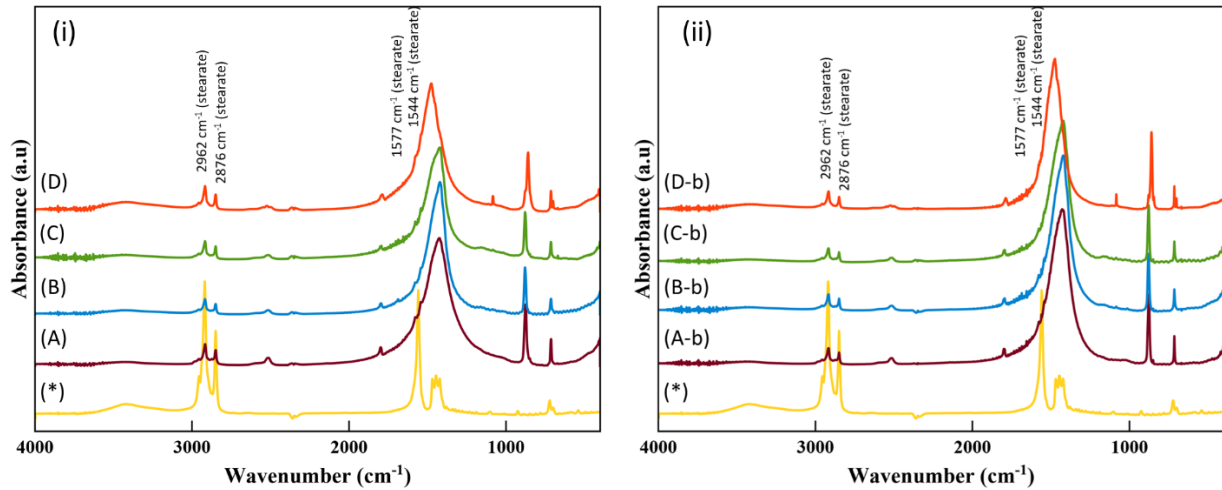 (i)
2962 cm⁻¹ (stearate)
2876 cm⁻¹ (stearate)
1577 cm⁻¹ (stearate)
1544 cm⁻¹ (stearate)
Absorbance (a.u)
(D)
(C)
(B)
(A)
(*)
4000 3000 2000 1000
Wavenumber (cm⁻¹)
(ii)
2962 cm⁻¹ (stearate)
2876 cm⁻¹ (stearate)
1577 cm⁻¹ (stearate)
1544 cm⁻¹ (stearate)
Absorbance (a.u)
(D-b)
(C-b)
(B-b)
(A-b)
(*)
4000 3000 2000 1000
Wavenumber (cm⁻¹)